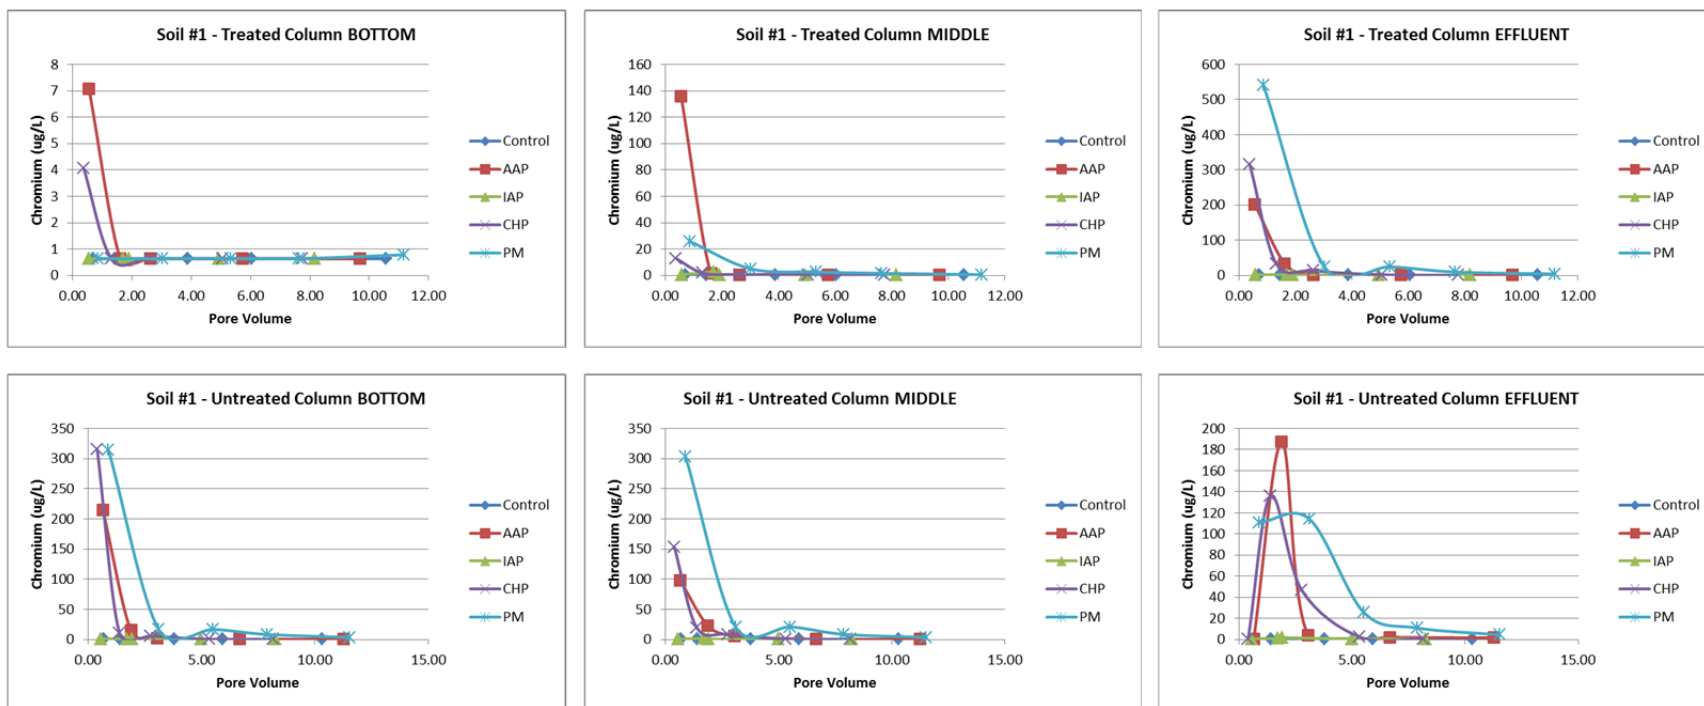 Soil #1 - Treated Column BOTTOM
Chromium (ug/L)
8
7
6
5
4
3
2
1
0
0.00 2.00 4.00 6.00 8.00 10.00 12.00
Pore Volume
Control
AAP
IAP
CHP
PM
Soil #1 - Treated Column MIDDLE
Chromium (ug/L)
160
140
120
100
80
60
40
20
0
0.00 2.00 4.00 6.00 8.00 10.00 12.00
Pore Volume
Control
AAP
IAP
CHP
PM
Soil #1 - Treated Column EFFLUENT
Chromium (ug/L)
600
500
400
300
200
100
0
0.00 2.00 4.00 6.00 8.00 10.00 12.00
Pore Volume
Control
AAP
IAP
CHP
PM
Soil #1 - Untreated Column BOTTOM
Chromium (ug/L)
350
300
250
200
150
100
50
0
0.00 5.00 10.00 15.00
Pore Volume
Control
AAP
IAP
CHP
PM
Soil #1 - Untreated Column MIDDLE
Chromium (ug/L)
350
300
250
200
150
100
50
0
0.00 5.00 10.00 15.00
Pore Volume
Control
AAP
IAP
CHP
PM
Soil #1 - Untreated Column EFFLUENT
Chromium (ug/L)
200
180
160
140
120
100
80
60
40
20
0
0.00 5.00 10.00 15.00
Pore Volume
Control
AAP
IAP
CHP
PM